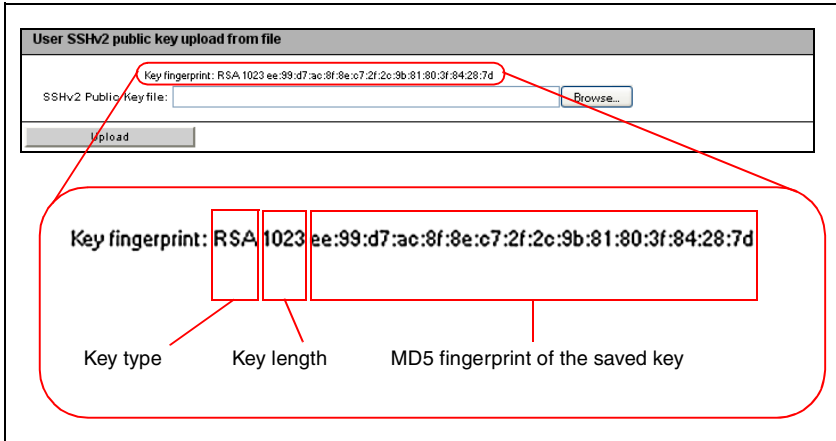 User SSHv2 public key upload from file
Key fingerprint: RSA 1023 ee:99:d7:ac:8f:8e:c7:2f:2c:9b:81:80:3f:84:28:7d
SSHv2 Public Key file:
Browse...
Upload
Key fingerprint: RSA 1023 ee:99:d7:ac:8f:8e:c7:2f:2c:9b:81:80:3f:84:28:7d
Key type Key length MD5 fingerprint of the saved key